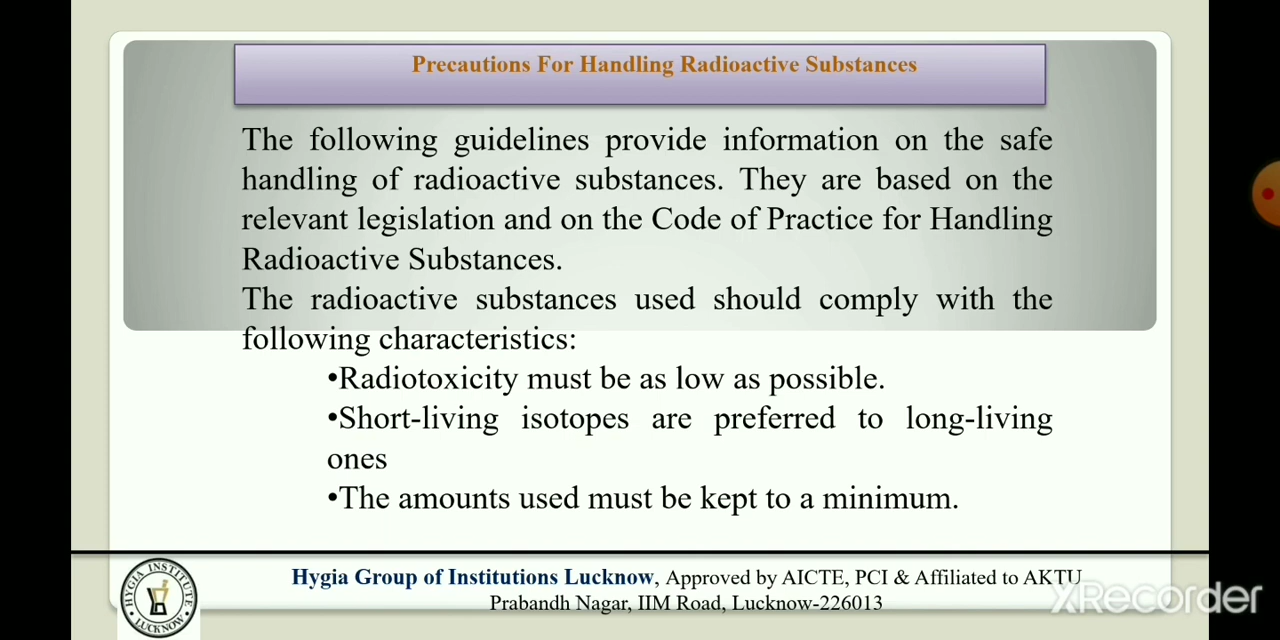 Precautions For Handling Radioactive Substances
The following guidelines provide information on the safe
handling of radioactive substances. They are based on the
relevant legislation and on the Code of Practice for Handling
Radioactive Substances.
The radioactive substances used should comply with the
following characteristics:
•Radiotoxicity must be as low as possible.
•Short-living isotopes are preferred to long-living
ones
•The amounts used must be kept to a minimum.
HYGIA INSTITUTE
LUCKNOW
Hygia Group of Institutions Lucknow, Approved by AICTE, PCI & Affiliated to AKTU
Prabandh Nagar, IIM Road, Lucknow-226013
XRecorder